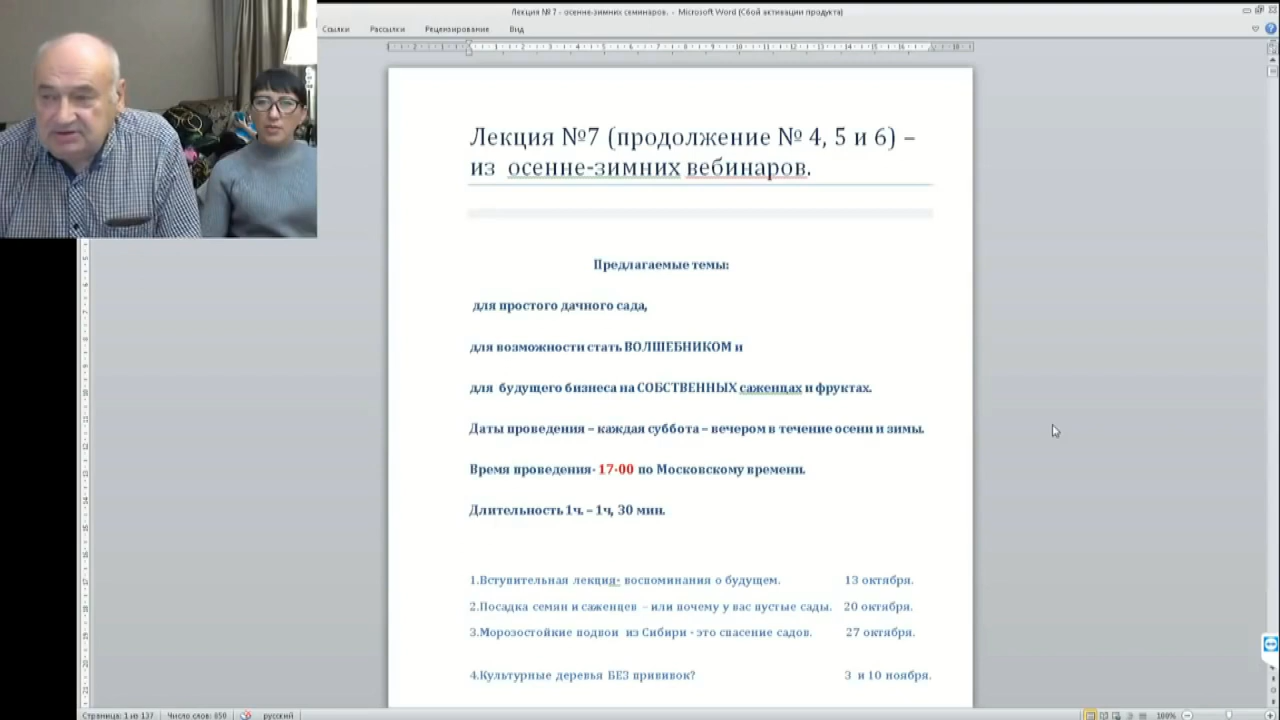 Лекция № 7 - осенне-зимних семинаров. - Microsoft Word (Сбой активации продукта)
Ссылки Рассылки Рецензирование Вид
Лекция №7 (продолжение № 4, 5 и 6) –
из осенне-зимних вебинаров.
Предлагаемые темы:
для простого дачного сада,
для возможности стать ВОЛШЕБНИКОМ и
для будущего бизнеса на СОБСТВЕННЫХ саженцах и фруктах.
Даты проведения – каждая суббота – вечером в течение осени и зимы.
Время проведения- 17-00 по Московскому времени.
Длительность 1ч. – 1ч, 30 мин.
1.Вступительная лекция- воспоминания о будущем. 13 октября.
2.Посадка семян и саженцев – или почему у вас пустые сады. 20 октября.
3.Морозостойкие подвои из Сибири - это спасение садов. 27 октября.
4.Культурные деревья БЕЗ прививок? 3 и 10 ноября.
Страница: 1 из 137 Число слов: 650 русский 100%